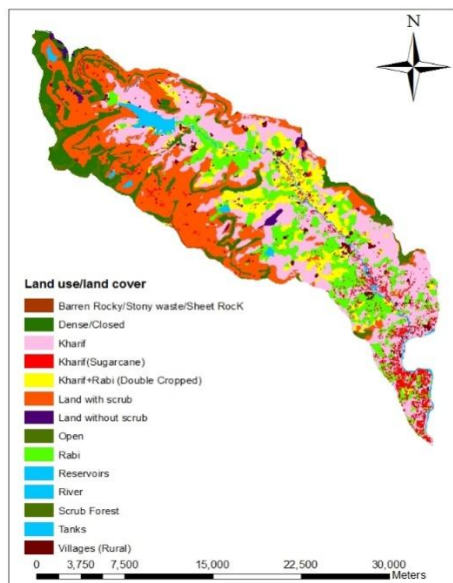 N
Land use/land cover
Barren Rocky/Stony waste/Sheet RocK
Dense/Closed
Kharif
Kharif(Sugarcane)
Kharif+Rabi (Double Cropped)
Land with scrub
Land without scrub
Open
Rabi
Reservoirs
River
Scrub Forest
Tanks
Villages (Rural)
0 3,750 7,500 15,000 22,500 30,000
Meters